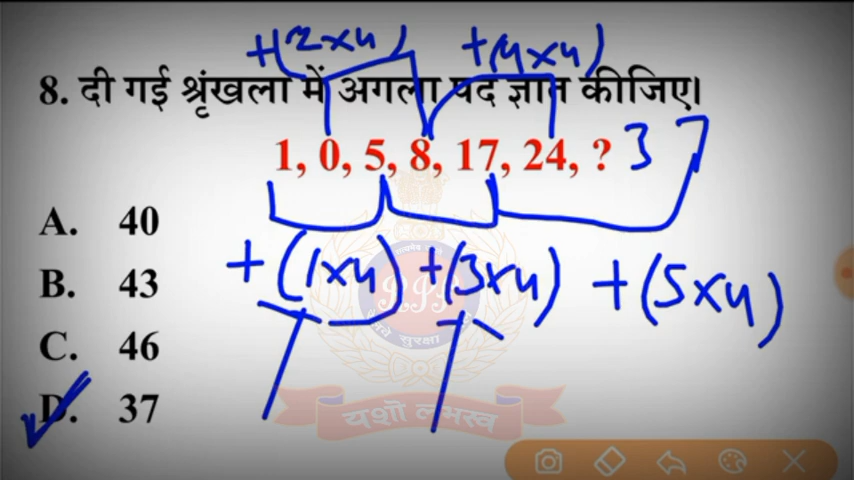 +(2×4)  +(4×4)
8. दी गई श्रृंखला में अगला पद ज्ञात कीजिए।
1, 0, 5, 8, 17, 24, ? 37
A. 40
+(1×4) +(3×4) +(5×4)
B. 43
C. 46
D. 37
यशो लभस्व